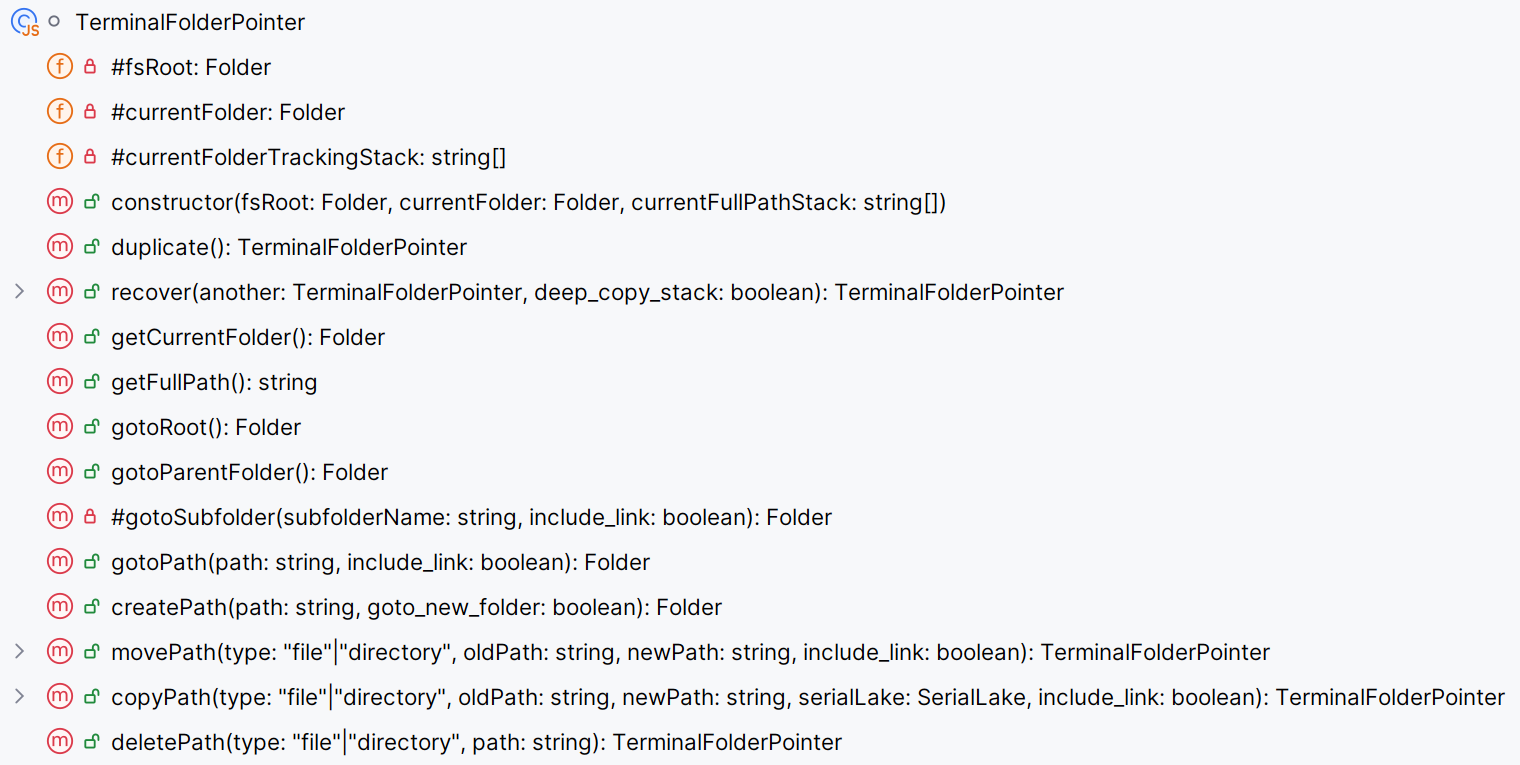 JS TerminalFolderPointer
f #fsRoot: Folder
f #currentFolder: Folder
f #currentFolderTrackingStack: string[]
m constructor(fsRoot: Folder, currentFolder: Folder, currentFullPathStack: string[])
m duplicate(): TerminalFolderPointer
m recover(another: TerminalFolderPointer, deep_copy_stack: boolean): TerminalFolderPointer
m getCurrentFolder(): Folder
m getFullPath(): string
m gotoRoot(): Folder
m gotoParentFolder(): Folder
m #gotoSubfolder(subfolderName: string, include_link: boolean): Folder
m gotoPath(path: string, include_link: boolean): Folder
m createPath(path: string, goto_new_folder: boolean): Folder
m movePath(type: "file"|"directory", oldPath: string, newPath: string, include_link: boolean): TerminalFolderPointer
m copyPath(type: "file"|"directory", oldPath: string, newPath: string, serialLake: SerialLake, include_link: boolean): TerminalFolderPointer
m deletePath(type: "file"|"directory", path: string): TerminalFolderPointer